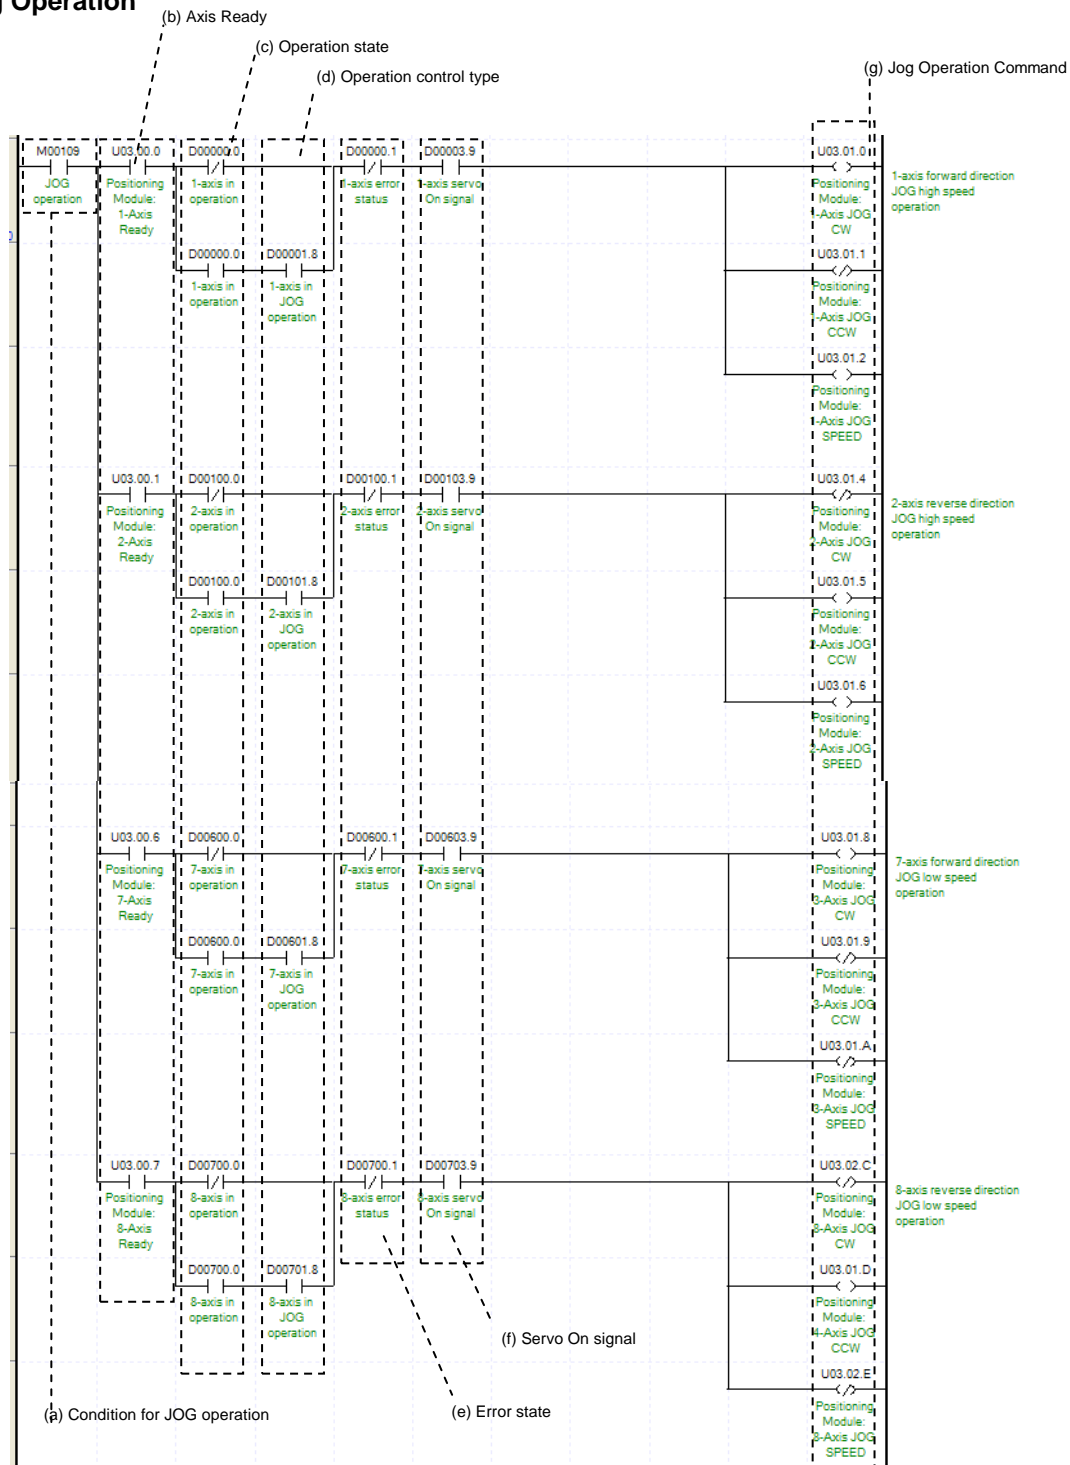 g Operation
(b) Axis Ready
(c) Operation state
(d) Operation control type
(g) Jog Operation Command
M00109 U03.00.0 D00000.0 D00000.1 D00003.9 U03.01.0
JOG operation
Positioning Module: 1-Axis Ready
1-axis in operation
1-axis error status
1-axis servo On signal
Positioning Module: 1-Axis JOG CW
1-axis forward direction
JOG high speed
operation
D00000.0 D00001.8 U03.01.1
1-axis in operation
1-axis in JOG operation
Positioning Module: 1-Axis JOG CCW
U03.01.2
Positioning Module: 1-Axis JOG SPEED
U03.00.1 D00100.0 D00100.1 D00103.9 U03.01.4
Positioning Module: 2-Axis Ready
2-axis in operation
2-axis error status
2-axis servo On signal
Positioning Module: 2-Axis JOG CW
2-axis reverse direction
JOG high speed
operation
D00100.0 D00101.8 U03.01.5
2-axis in operation
2-axis in JOG operation
Positioning Module: 2-Axis JOG CCW
U03.01.6
Positioning Module: 2-Axis JOG SPEED
U03.00.6 D00600.0 D00600.1 D00603.9 U03.01.8
Positioning Module: 7-Axis Ready
7-axis in operation
7-axis error status
7-axis servo On signal
Positioning Module: 3-Axis JOG CW
7-axis forward direction
JOG low speed
operation
D00600.0 D00601.8 U03.01.9
7-axis in operation
7-axis in JOG operation
Positioning Module: 3-Axis JOG CCW
U03.01.A
Positioning Module: 3-Axis JOG SPEED
U03.00.7 D00700.0 D00700.1 D00703.9 U03.02.C
Positioning Module: 8-Axis Ready
8-axis in operation
8-axis error status
8-axis servo On signal
Positioning Module: 8-Axis JOG CW
8-axis reverse direction
JOG low speed
operation
D00700.0 D00701.8 U03.01.D
8-axis in operation
8-axis in JOG operation
Positioning Module: 4-Axis JOG CCW
U03.02.E
Positioning Module: 8-Axis JOG SPEED
(f) Servo On signal
(e) Error state
(a) Condition for JOG operation